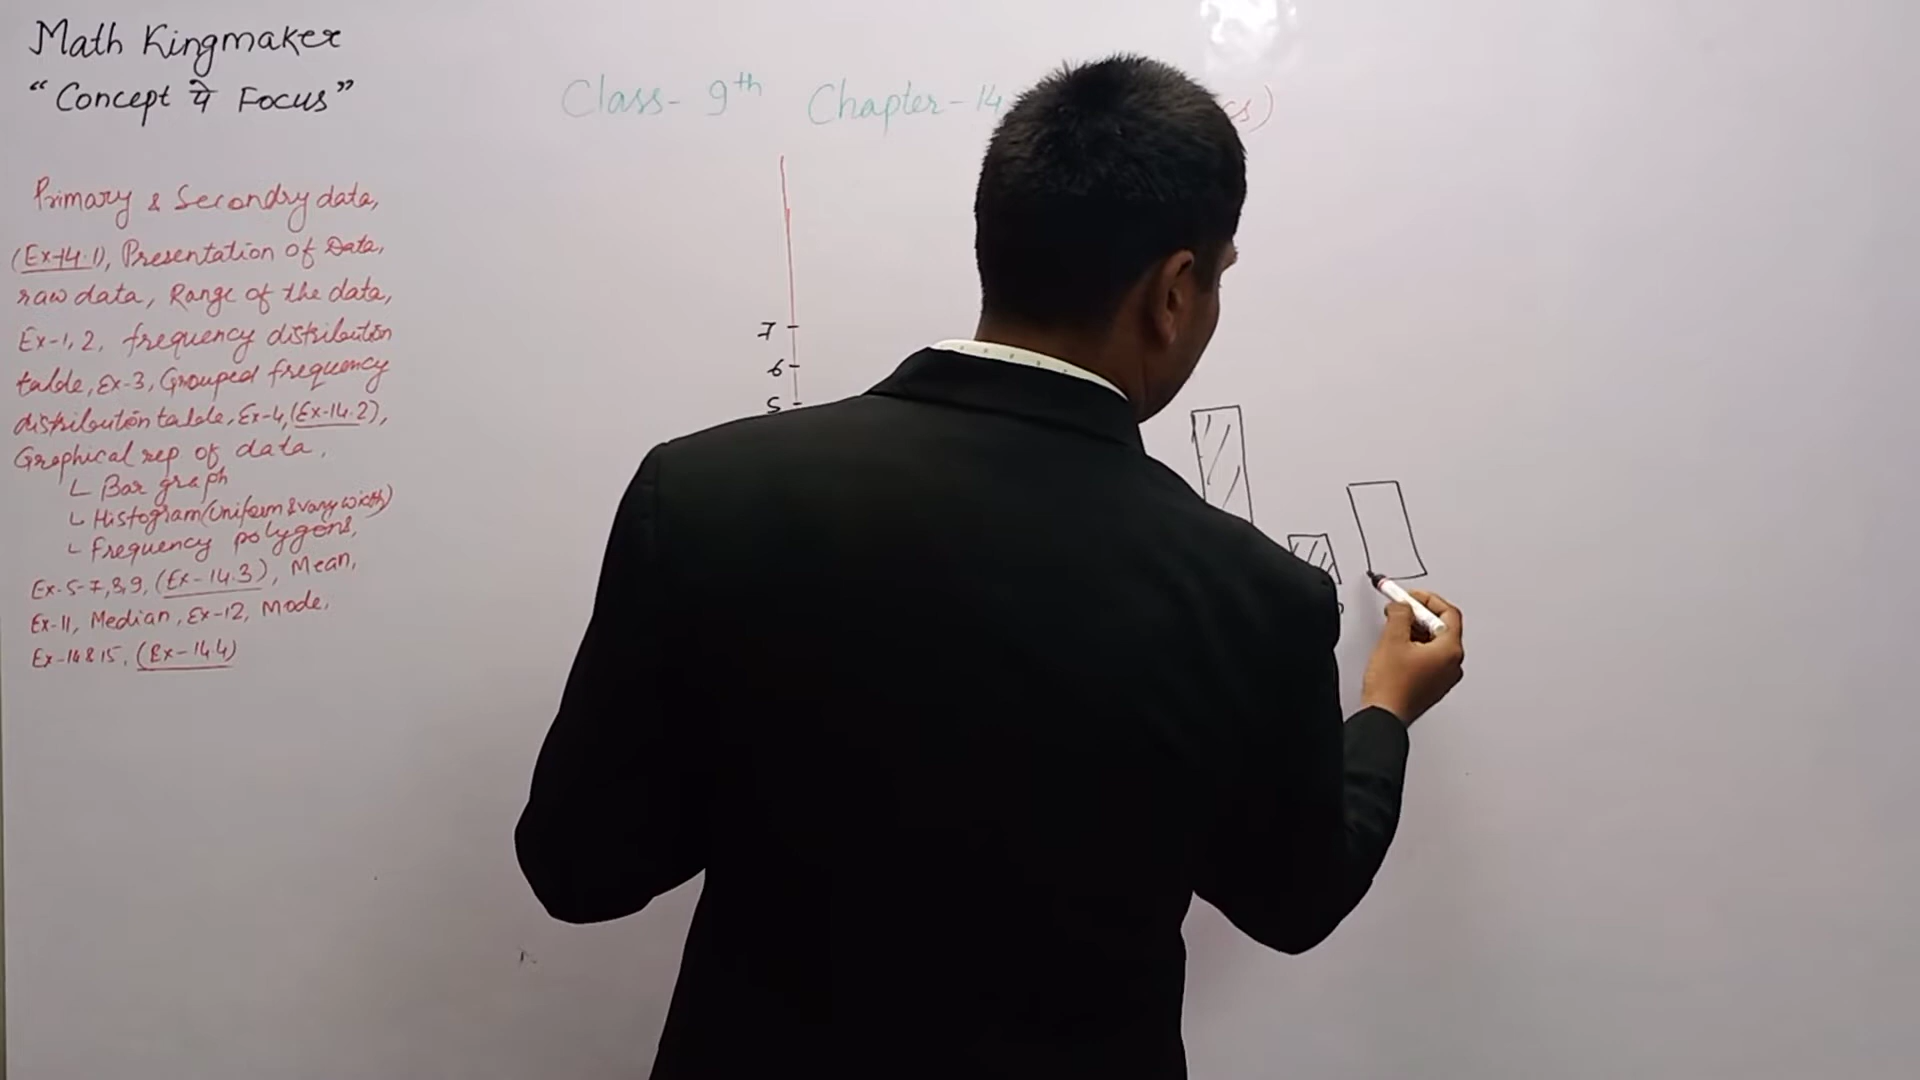 Math Kingmaker
“Concept पे Focus”
Class- 9th Chapter-14 cs)
Primary & Secondry data,
(Ex-14.1), Presentation of Data,
raw data, Range of the data,
Ex-1,2, frequency distribution
table, Ex-3, Grouped frequency
distribution table, Ex-4, (Ex-14.2),
Graphical rep of data,
Bar graph
Histogram (Uniform & vary width)
Frequency polygens,
Ex-5-7,8,9, (Ex-14.3), Mean,
Ex-11, Median, Ex-12, Mode,
Ex-14&15, (Ex-14.4)
7
6
5